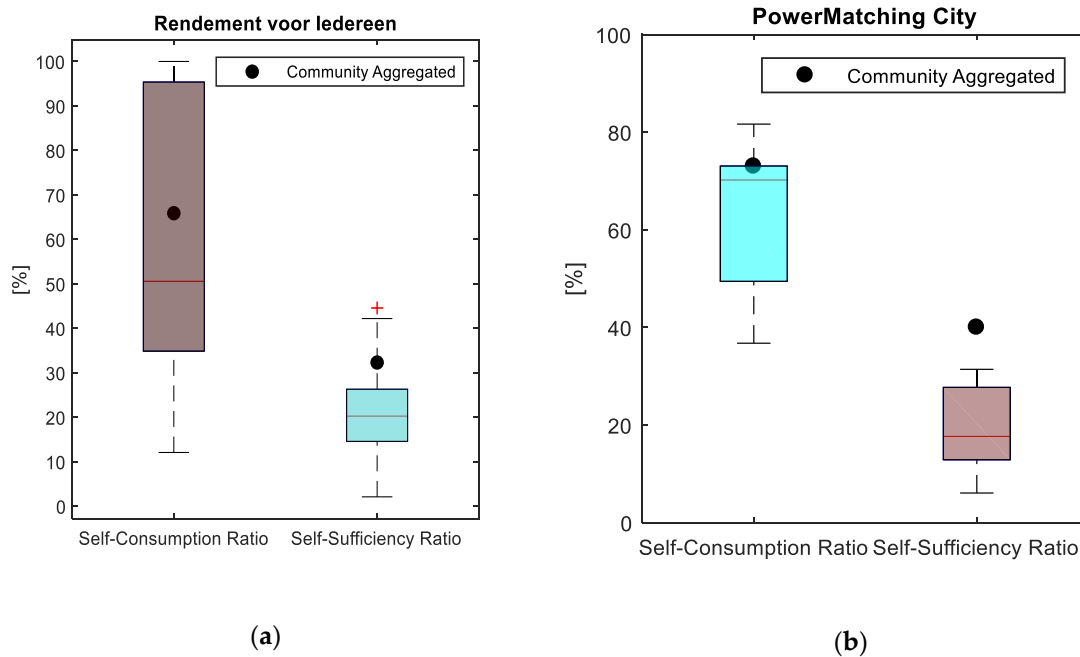 Rendement voor Iedereen
Community Aggregated
100
90
80
70
60
50
40
30
20
10
0
[%]
Self-Consumption Ratio
Self-Sufficiency Ratio
(a)
PowerMatching City
Community Aggregated
100
80
60
40
20
0
[%]
Self-Consumption Ratio
Self-Sufficiency Ratio
(b)